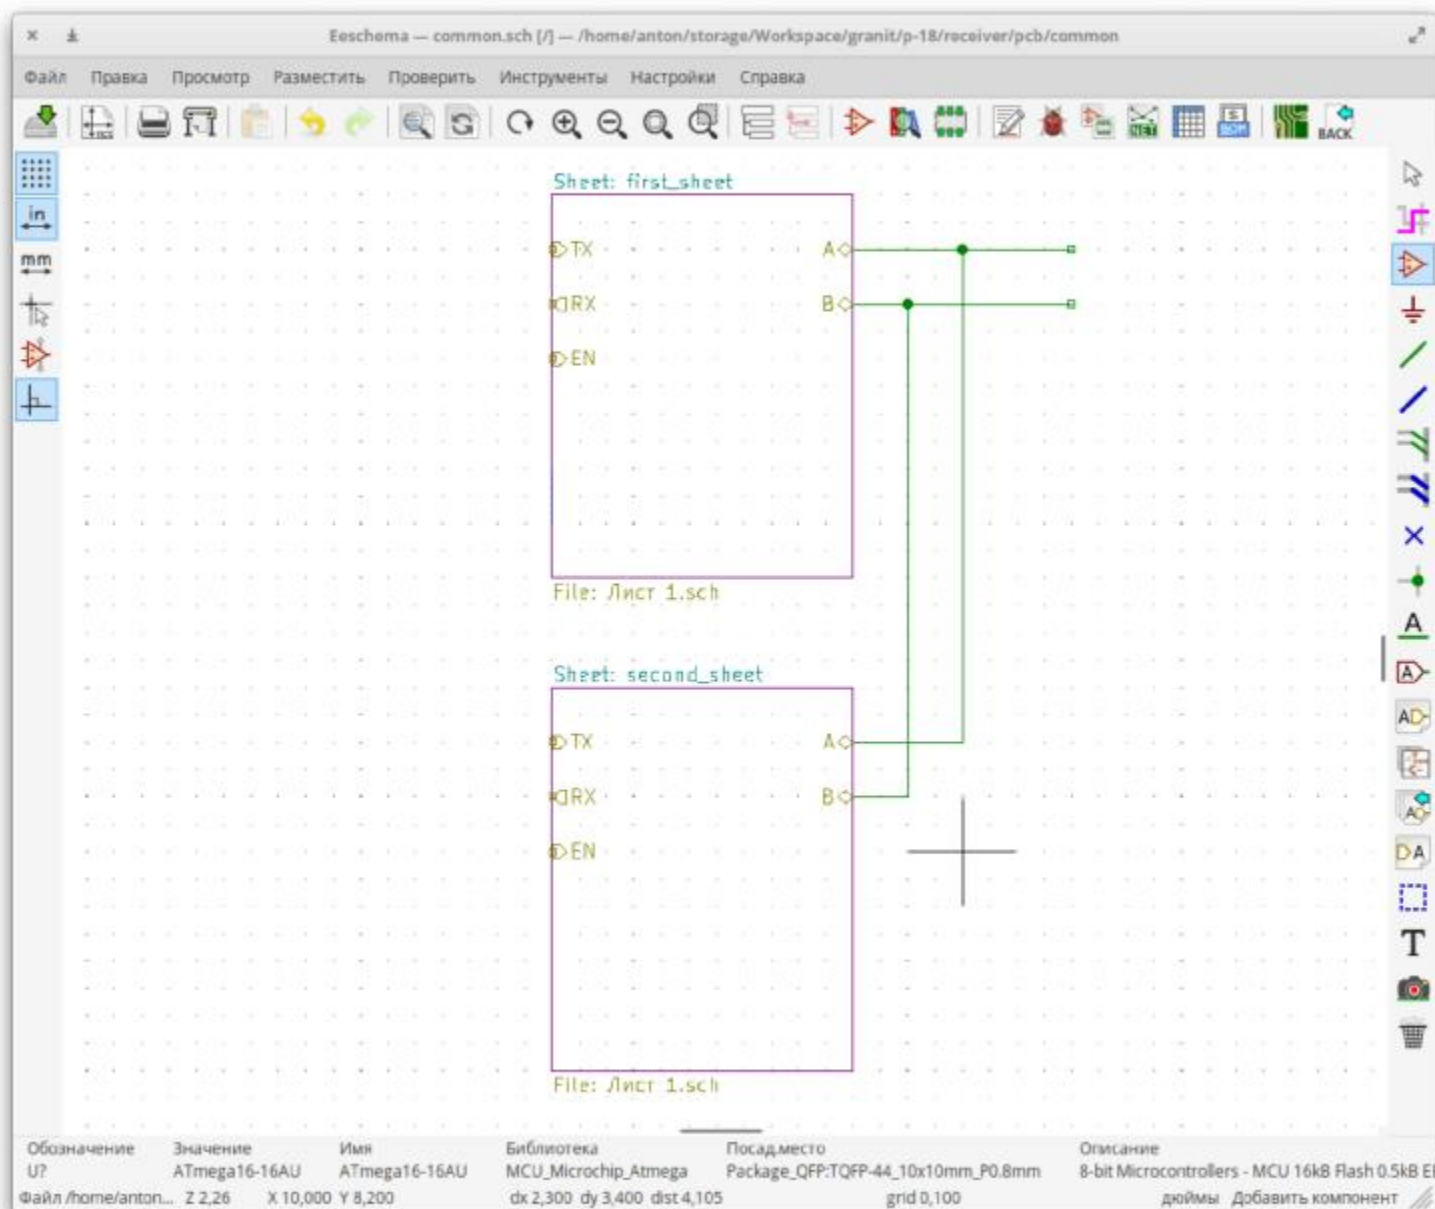 Eeschema — common.sch [/] — /home/anton/storage/Workspace/granit/p-18/receiver/pcb/common
Файл Правка Просмотр Разместить Проверить Инструменты Настройки Справка
NET BOM BACK
in
mm
Sheet: first_sheet
TX A
RX B
EN
File: Лист 1.sch
Sheet: second_sheet
TX A
RX B
EN
File: Лист 1.sch
A
A
AD
A
DA
T
Обозначение Значение Имя Библиотека Посад.место Описание
U? ATmega16-16AU ATmega16-16AU MCU_Microchip_Atmega Package_QFP:TQFP-44_10x10mm_P0.8mm 8-bit Microcontrollers - MCU 16kB Flash 0.5kB
Файл /home/anton... Z 2,26 X 10,000 Y 8,200 dx 2,300 dy 3,400 dist 4,105 grid 0,100 дюймы Добавить компонент